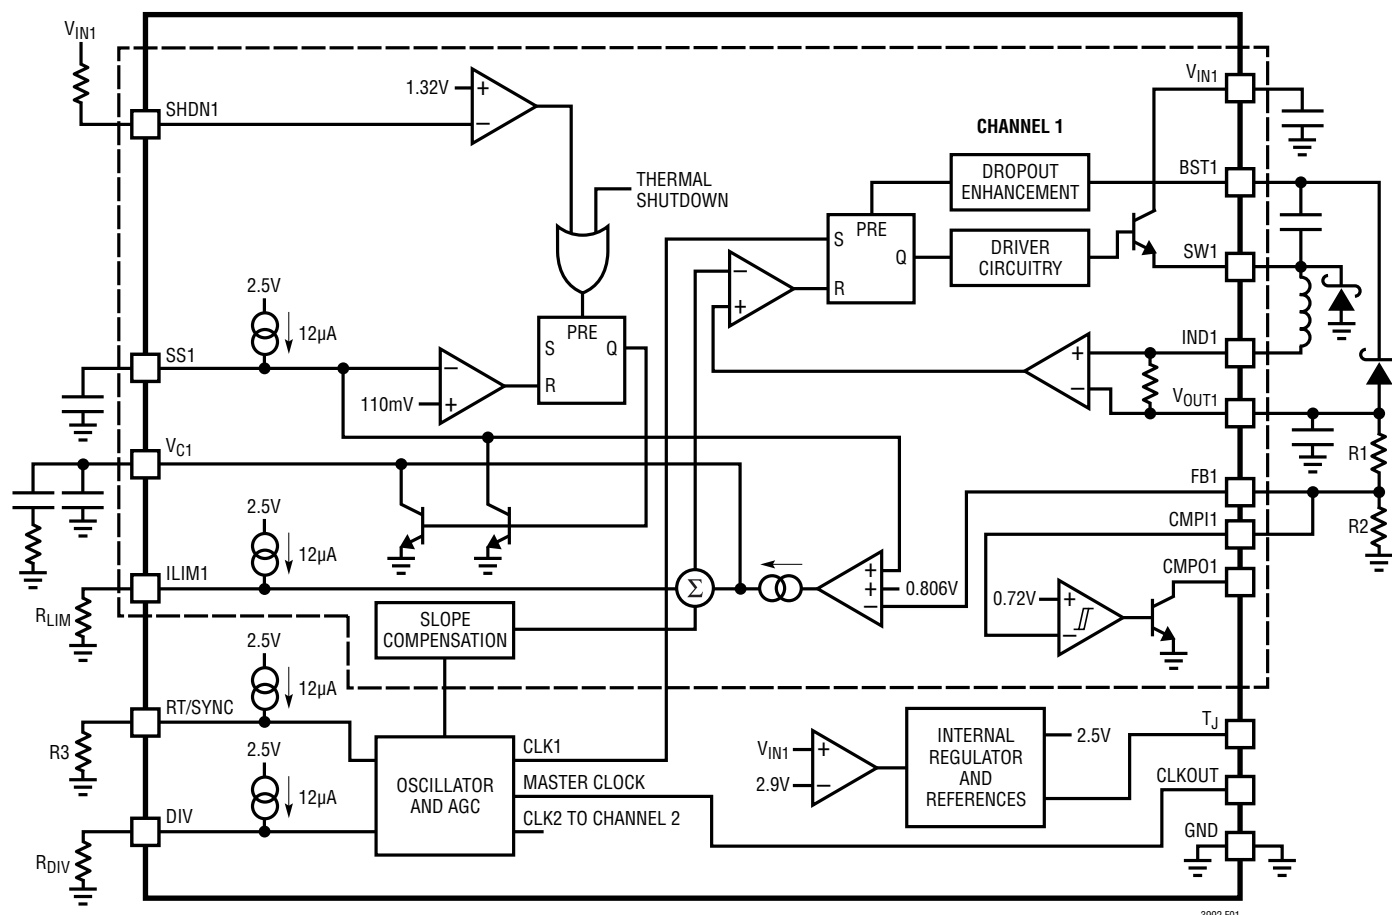 VIN1
SHDN1
1.32V
+
−
THERMAL
SHUTDOWN
CHANNEL 1
VIN1
BST1
DROPOUT
ENHANCEMENT
PRE
S
Q
R
DRIVER
CIRCUITRY
SW1
−
+
2.5V
12µA
SS1
PRE
S
Q
R
−
+
110mV
IND1
+
−
VOUT1
R1
FB1
R2
CMPI1
CMPO1
VC1
2.5V
12µA
ILIM1
RLIM
Σ
+
+
−
0.806V
0.72V
+
−
SLOPE
COMPENSATION
2.5V
12µA
RT/SYNC
R3
2.5V
12µA
DIV
RDIV
OSCILLATOR
AND AGC
CLK1
MASTER CLOCK
CLK2 TO CHANNEL 2
VIN1
+
2.9V
−
INTERNAL
REGULATOR
AND
REFERENCES
2.5V
TJ
CLKOUT
GND
3992 F01